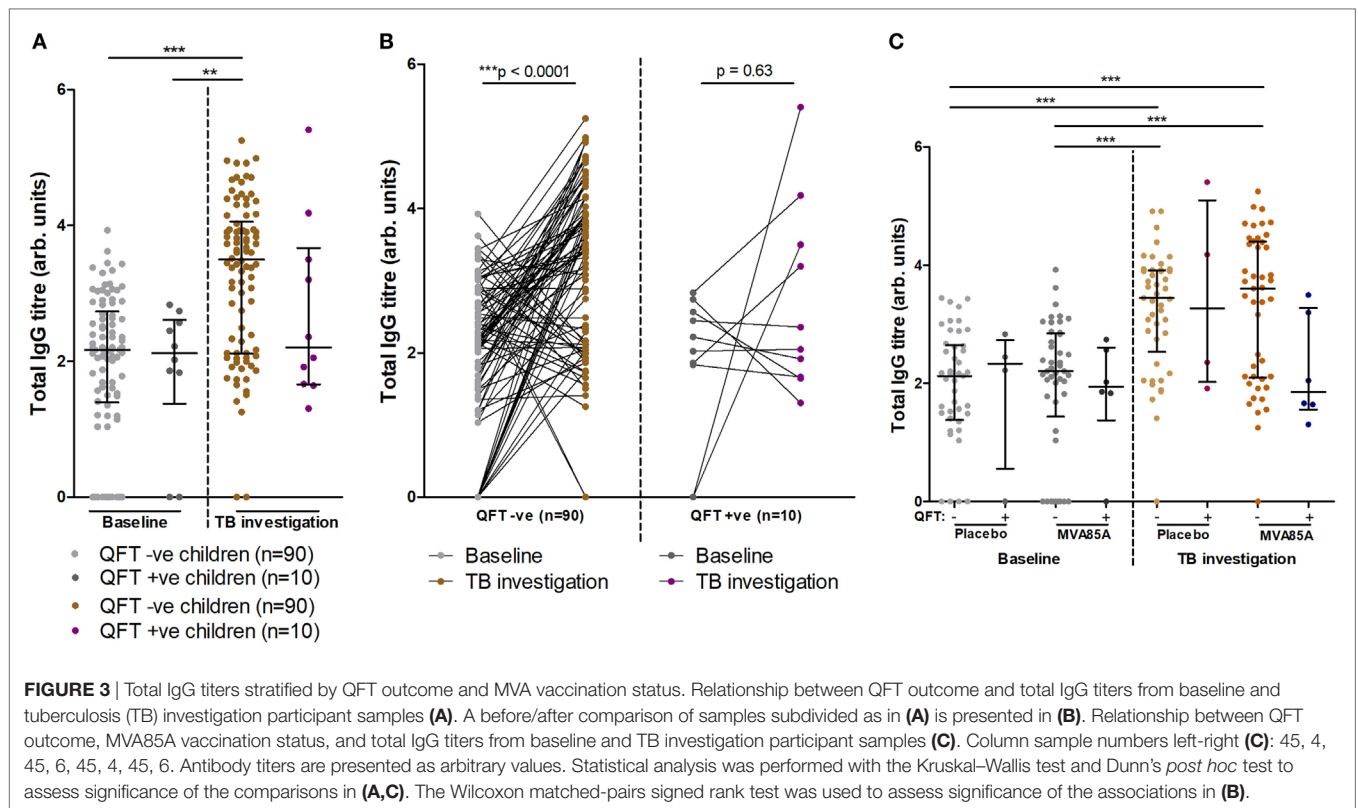 A
***
**
6
4
2
0
Total IgG titre (arb. units)
Baseline
TB investigation
QFT -ve children (n=90)
QFT +ve children (n=10)
QFT -ve children (n=90)
QFT +ve children (n=10)
B
***p < 0.0001
p = 0.63
6
4
2
0
Total IgG titre (arb. units)
QFT -ve (n=90)
QFT +ve (n=10)
Baseline
TB investigation
Baseline
TB investigation
C
***
***
***
***
6
4
2
0
Total IgG titre (arb. units)
QFT: - + - + - + - +
Placebo MVA85A Placebo MVA85A
Baseline TB investigation
FIGURE 3 | Total IgG titers stratified by QFT outcome and MVA vaccination status. Relationship between QFT outcome and total IgG titers from baseline and
tuberculosis (TB) investigation participant samples (A). A before/after comparison of samples subdivided as in (A) is presented in (B). Relationship between QFT
outcome, MVA85A vaccination status, and total IgG titers from baseline and TB investigation participant samples (C). Column sample numbers left-right (C): 45, 4,
45, 6, 45, 4, 45, 6. Antibody titers are presented as arbitrary values. Statistical analysis was performed with the Kruskal–Wallis test and Dunn's post hoc test to
assess significance of the comparisons in (A,C). The Wilcoxon matched-pairs signed rank test was used to assess significance of the associations in (B).